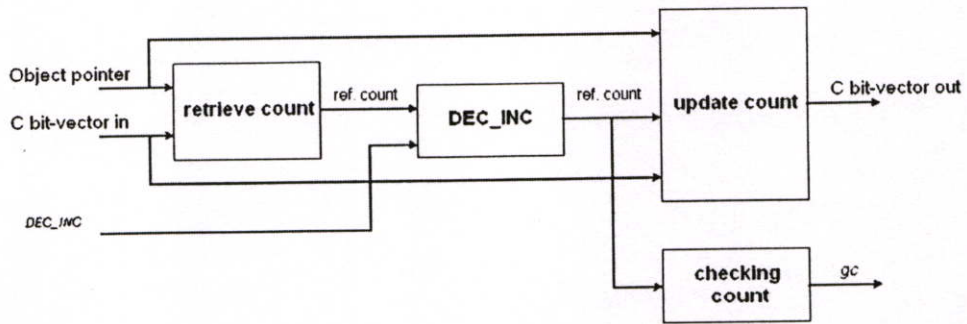 Object pointer
C bit-vector in
DEC_INC
retrieve count
ref. count
DEC_INC
ref. count
update count
C bit-vector out
checking
count
gc